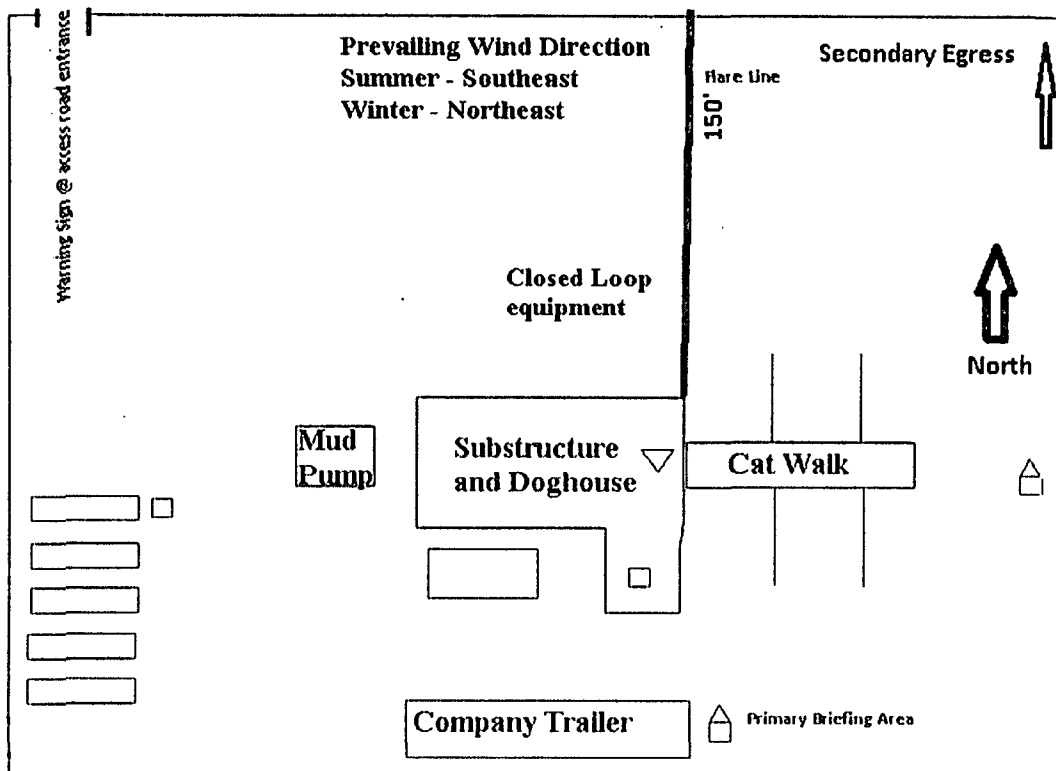 Warning Sign @ access road entrance
Prevailing Wind Direction
Summer - Southeast
Winter - Northeast
150'
Flare Line
Secondary Egress
Closed Loop
equipment
North
Mud
Pump
Substructure
and Doghouse
Cat Walk
Company Trailer
Primary Briefing Area